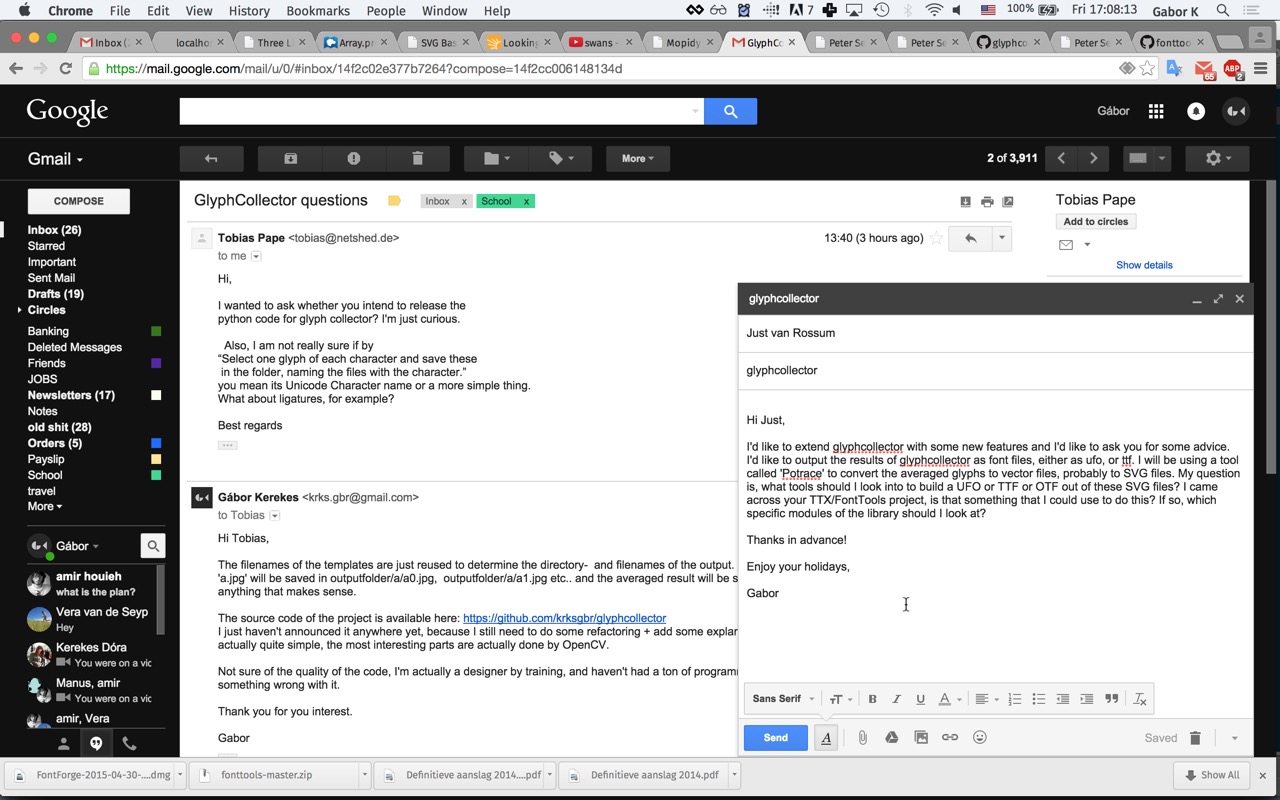 Chrome File Edit View History Bookmarks People Window Help
7 100% Fri 17:08:13 Gabor K
Inbox ( localho Three L Array.pr SVG Bas Looking swans - Mopidy GlyphC Peter Se Peter Se glyphco Peter Se fontto
https://mail.google.com/mail/u/0/#inbox/14f2c02e377b7264?compose=14f2cc006148134d
65 ABP 2
Google
Gábor
Gmail
More
2 of 3,911
COMPOSE
Inbox (26)
Starred
Important
Sent Mail
Drafts (19)
Circles
Banking
Deleted Messages
Friends
JOBS
Newsletters (17)
Notes
old shit (28)
Orders (5)
Payslip
School
travel
More
Gábor
amir houieh
what is the plan?
Vera van de Seyp
Hey
Kerekes Dóra
You were on a vic
Manus, amir
You were on a vic
amir, Vera
GlyphCollector questions Inbox x School x
Tobias Pape <tobias@netshed.de> 13:40 (3 hours ago)
to me
Hi,
I wanted to ask whether you intend to release the
python code for glyph collector? I'm just curious.
Also, I am not really sure if by
“Select one glyph of each character and save these
in the folder, naming the files with the character.”
you mean its Unicode Character name or a more simple thing.
What about ligatures, for example?
Best regards
Gábor Kerekes <krks.gbr@gmail.com>
to Tobias
Hi Tobias,
The filenames of the templates are just reused to determine the directory- and filenames of the output.
'a.jpg' will be saved in outputfolder/a/a0.jpg, outputfolder/a/a1.jpg etc.. and the averaged result will be s
anything that makes sense.
The source code of the project is available here: https://github.com/krksgbr/glyphcollector
I just haven't announced it anywhere yet, because I still need to do some refactoring + add some explar
actually quite simple, the most interesting parts are actually done by OpenCV.
Not sure of the quality of the code, I'm actually a designer by training, and haven't had a ton of programm
something wrong with it.
Thank you for you interest.
Gabor
Tobias Pape
Add to circles
Show details
glyphcollector
Just van Rossum
glyphcollector
Hi Just,
I'd like to extend glyphcollector with some new features and I'd like to ask you for some advice.
I'd like to output the results of glyphcollector as font files, either as ufo, or ttf. I will be using a tool
called 'Potrace' to convert the averaged glyphs to vector files, probably to SVG files. My question
is, what tools should I look into to build a UFO or TTF or OTF out of these SVG files? I came
across your TTX/FontTools project, is that something that I could use to do this? If so, which
specific modules of the library should I look at?
Thanks in advance!
Enjoy your holidays,
Gabor
Sans Serif
Send
Saved
FontForge-2015-04-30-....dmg fonttools-master.zip Definitieve aanslag 2014....pdf Definitieve aanslag 2014.pdf Show All